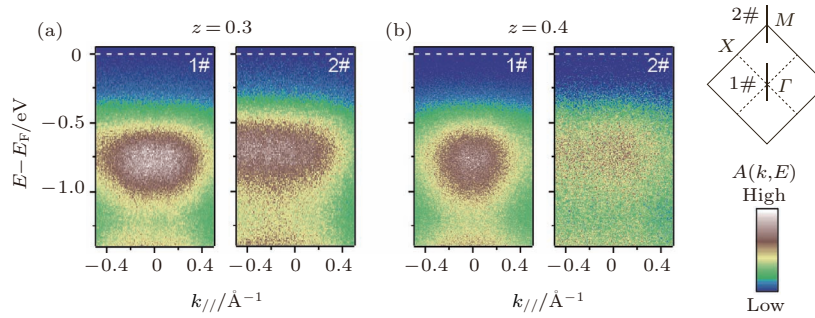 (a) z=0.3 (b) z=0.4
2# M
X
1# Γ
0 1# 2# 1# 2#
−0.5
−1.0
E−E_F/eV
−0.4 0 0.4 −0.4 0 0.4 −0.4 0 0.4 −0.4 0 0.4
k_{//}/Å⁻¹ k_{//}/Å⁻¹
A(k,E)
High
Low